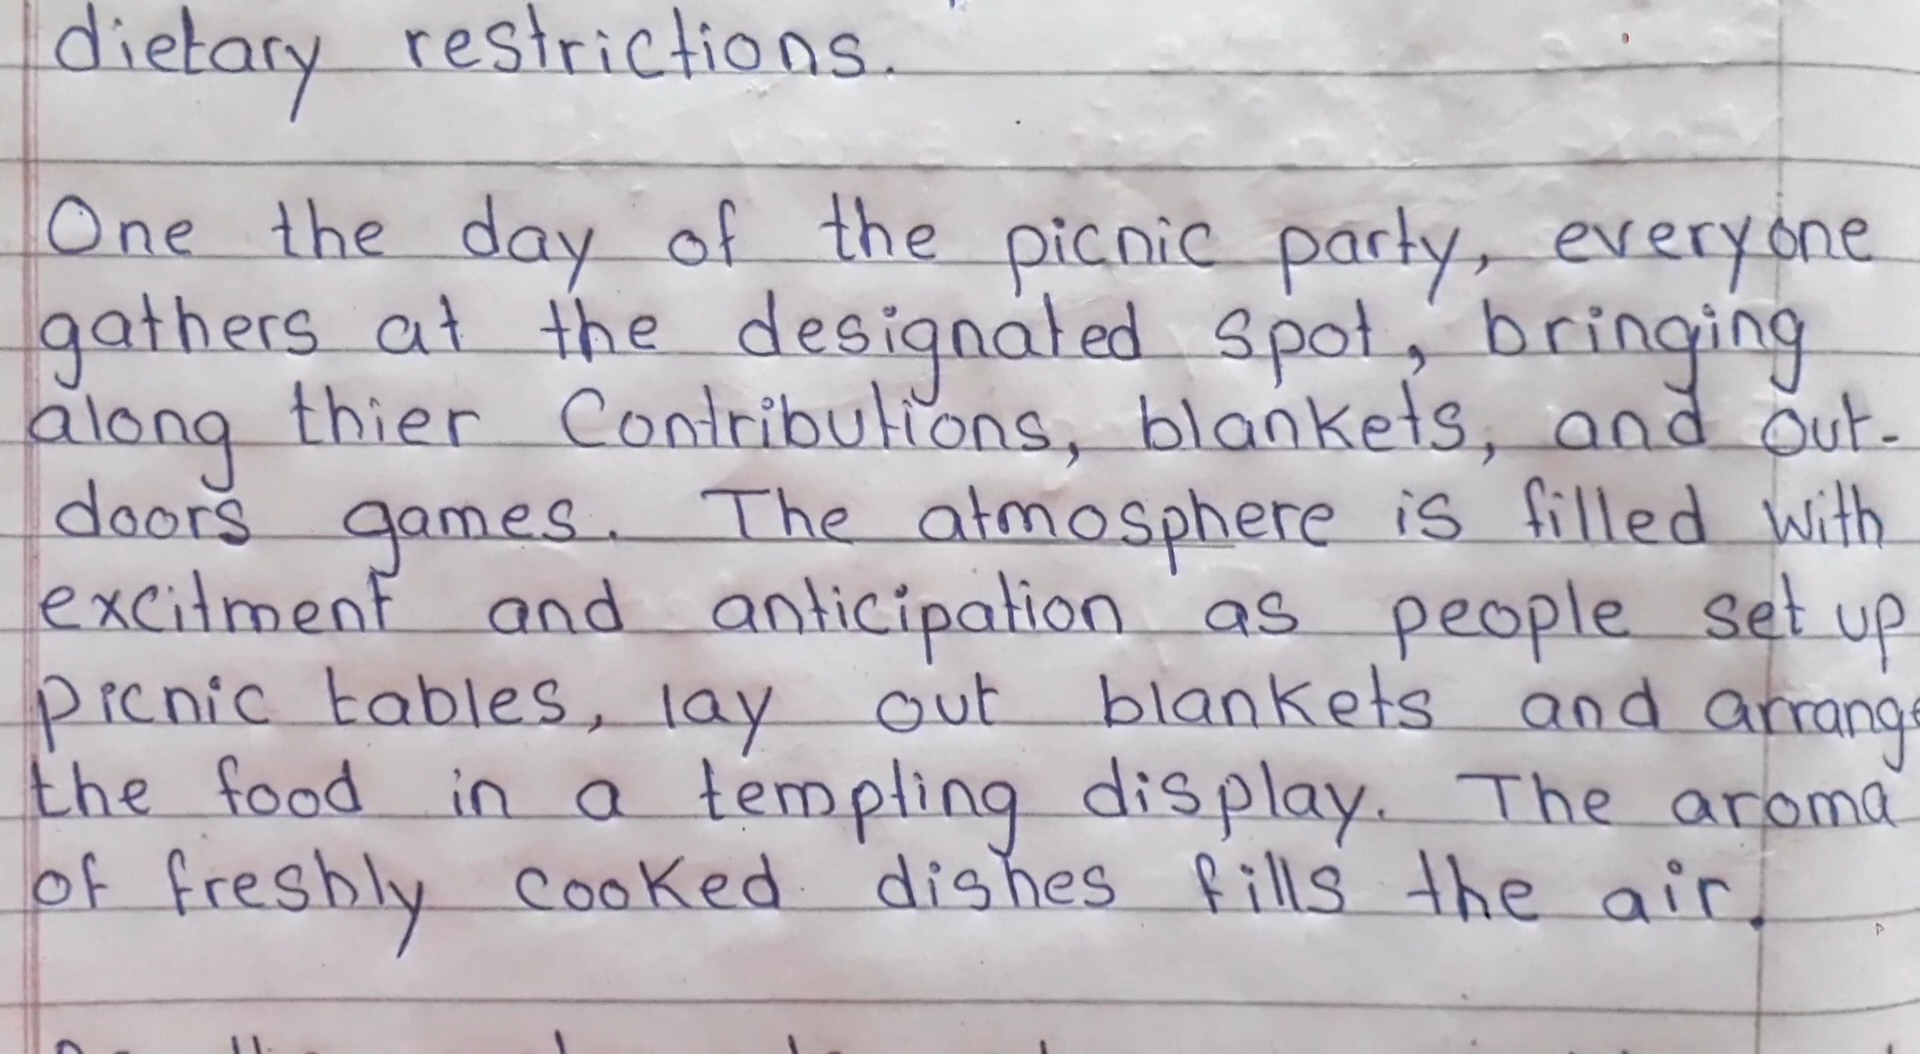 dietary restrictions.
One the day of the picnic party, everyone
gathers at the designated spot, bringing
along thier Contributions, blankets, and out-
doors games. The atmosphere is filled with
excitment and anticipation as people set up
picnic tables, lay out blankets and arrange
the food in a tempting display. The aroma
of freshly cooked dishes fills the air.